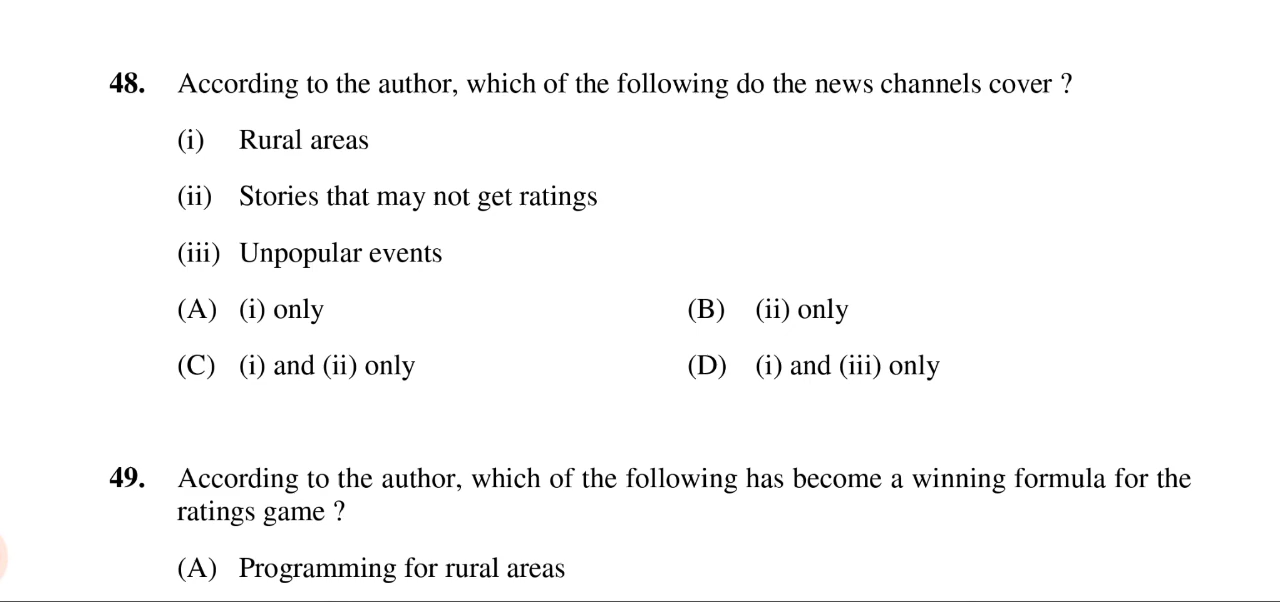 48. According to the author, which of the following do the news channels cover ?
(i) Rural areas
(ii) Stories that may not get ratings
(iii) Unpopular events
(A) (i) only (B) (ii) only
(C) (i) and (ii) only (D) (i) and (iii) only
49. According to the author, which of the following has become a winning formula for the
ratings game ?
(A) Programming for rural areas